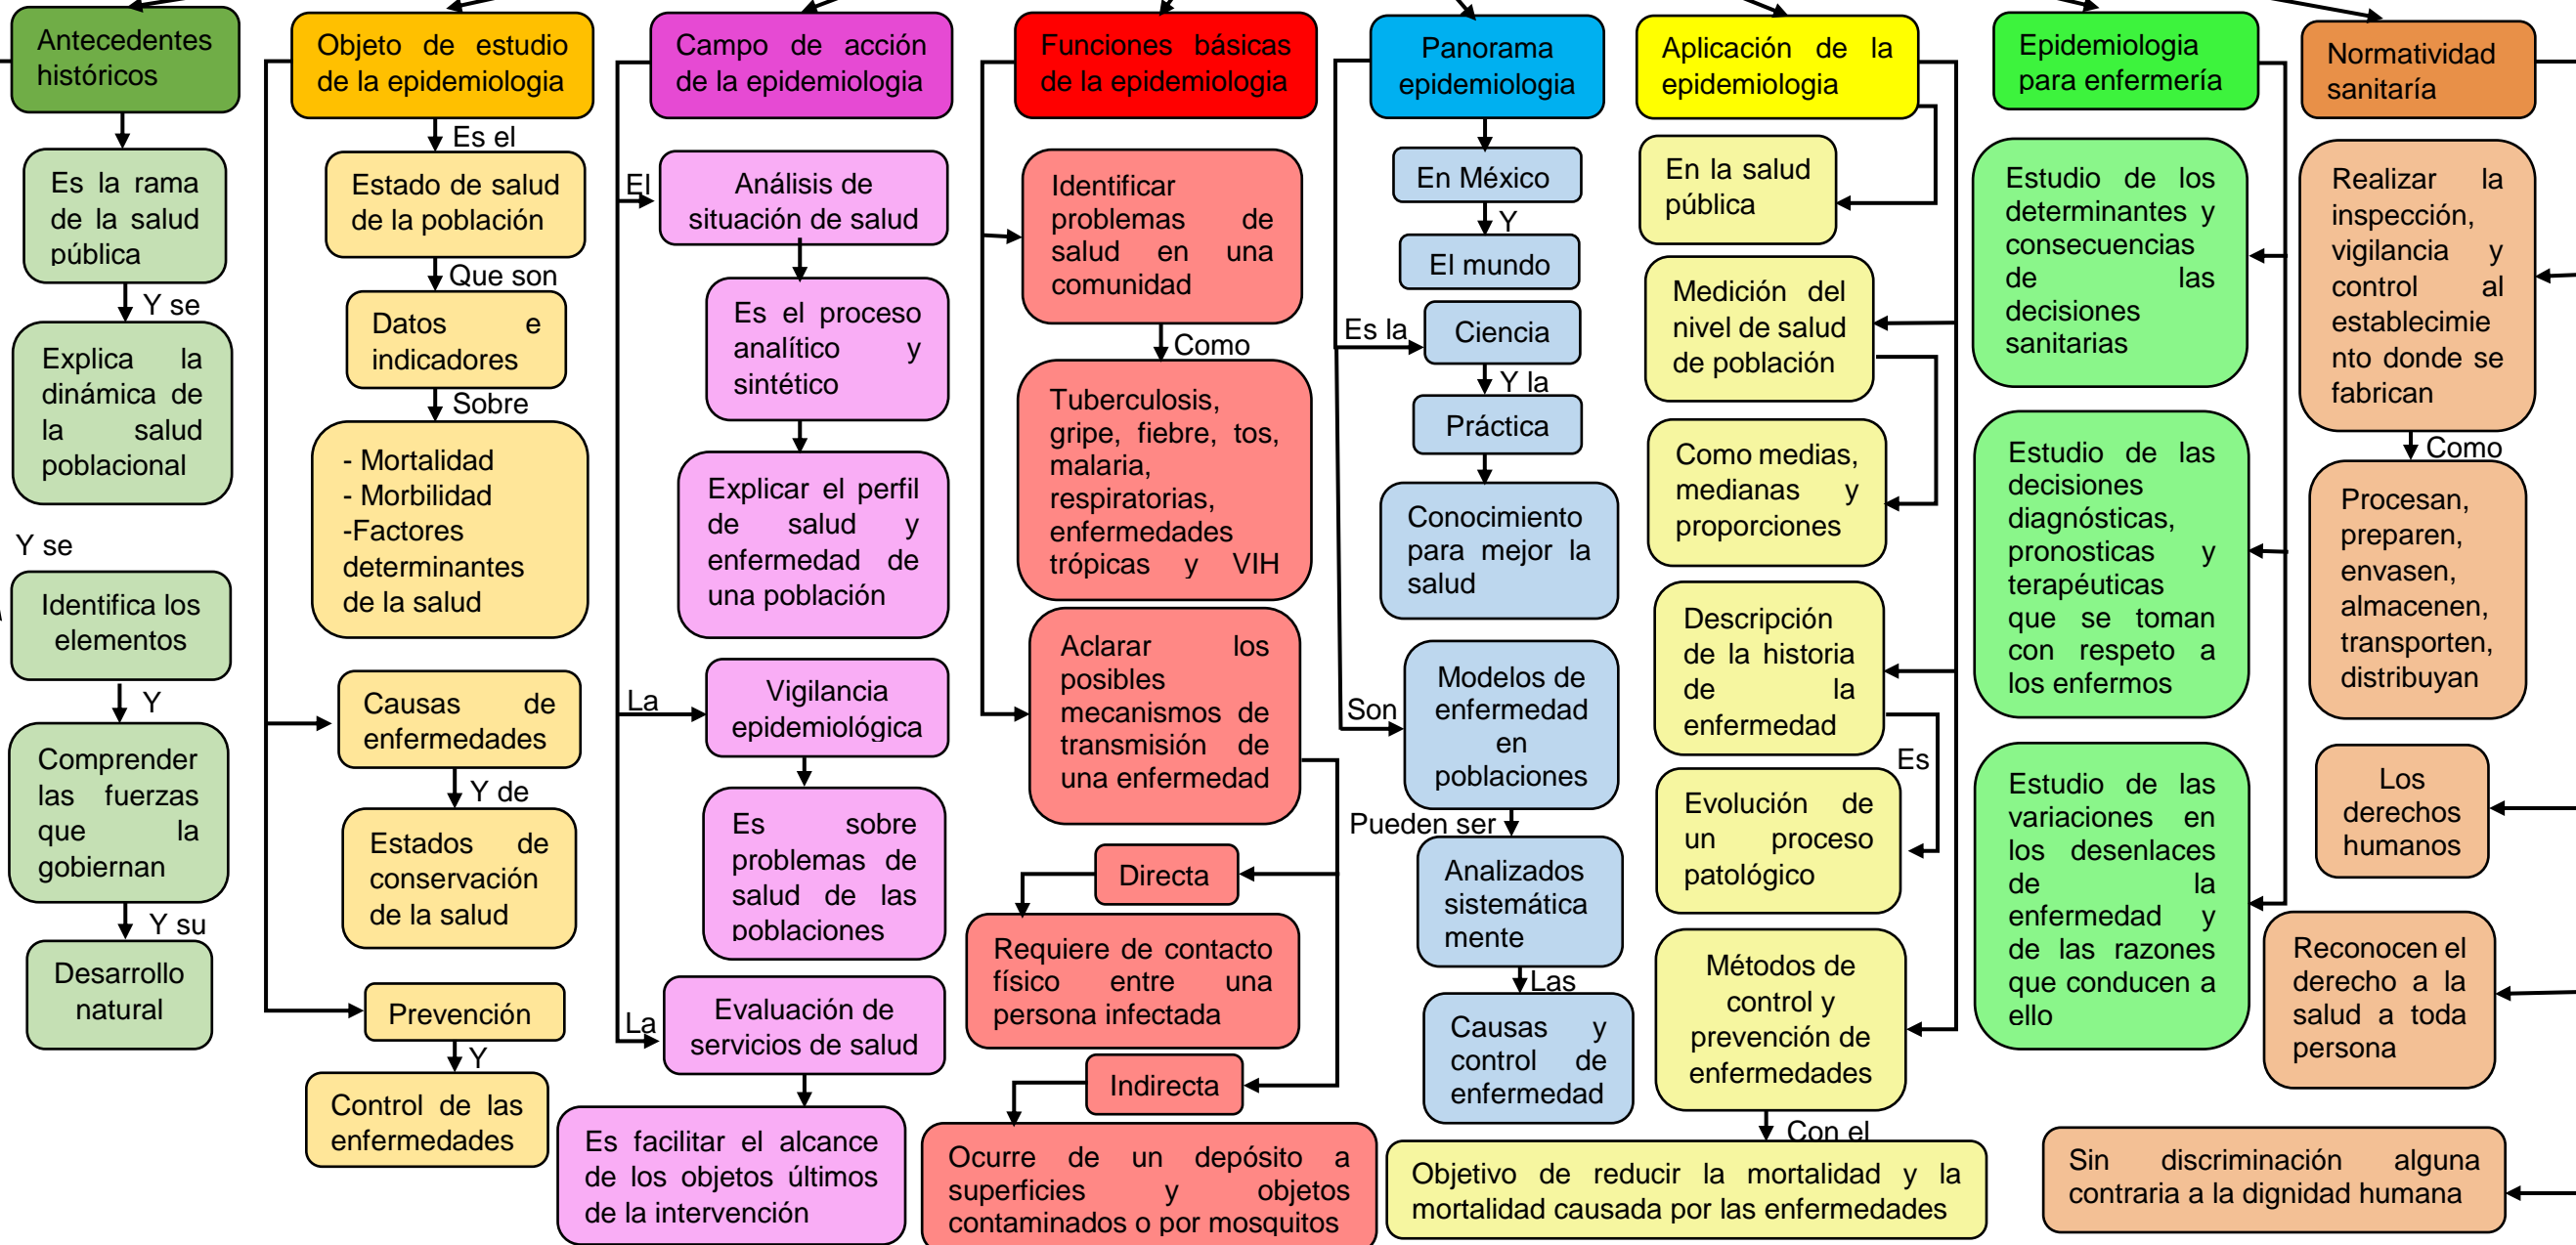 Antecedentes
históricos
Es la rama
de la salud
pública
Y se
Explica la
dinámica de
la salud
poblacional
Y se
Identifica los
elementos
Y
Comprender
las fuerzas
que la
gobiernan
Y su
Desarrollo
natural
Objeto de estudio
de la epidemiologia
Es el
Estado de salud
de la población
Que son
Datos e
indicadores
Sobre
- Mortalidad
- Morbilidad
-Factores
determinantes
de la salud
Causas de
enfermedades
Y de
Estados de
conservación
de la salud
Prevención
Y
Control de las
enfermedades
Campo de acción
de la epidemiologia
El
Análisis de
situación de salud
Es el proceso
analítico y
sintético
Explicar el perfil
de salud y
enfermedad de
una población
La
Vigilancia
epidemiológica
Es sobre
problemas de
salud de las
poblaciones
La
Evaluación de
servicios de salud
Es facilitar el alcance
de los objetos últimos
de la intervención
Funciones básicas
de la epidemiologia
Identificar
problemas de
salud en una
comunidad
Como
Tuberculosis,
gripe, fiebre, tos,
malaria,
respiratorias,
enfermedades
trópicas y VIH
Aclarar los
posibles
mecanismos de
transmisión de
una enfermedad
Directa
Requiere de contacto
físico entre una
persona infectada
Indirecta
Ocurre de un depósito a
superficies y objetos
contaminados o por mosquitos
Panorama
epidemiologia
En México
Y
El mundo
Es la
Ciencia
Y la
Práctica
Conocimiento
para mejor la
salud
Son
Modelos de
enfermedad
en
poblaciones
Pueden ser
Analizados
sistemática
mente
Las
Causas y
control de
enfermedad
Aplicación de la
epidemiologia
En la salud
pública
Medición del
nivel de salud
de población
Como medias,
medianas y
proporciones
Descripción
de la historia
de la
enfermedad
Es
Evolución de
un proceso
patológico
Métodos de
control y
prevención de
enfermedades
Con el
Objetivo de reducir la mortalidad y la
mortalidad causada por las enfermedades
Epidemiologia
para enfermería
Estudio de los
determinantes y
consecuencias
de las
decisiones
sanitarias
Estudio de las
decisiones
diagnósticas,
pronosticas y
terapéuticas
que se toman
con respeto a
los enfermos
Estudio de las
variaciones en
los desenlaces
de la
enfermedad y
de las razones
que conducen a
ello
Normatividad
sanitaría
Realizar la
inspección,
vigilancia y
control al
establecimie
nto donde se
fabrican
Como
Procesan,
preparen,
envasen,
almacenen,
transporten,
distribuyan
Los
derechos
humanos
Reconocen el
derecho a la
salud a toda
persona
Sin discriminación alguna
contraria a la dignidad humana